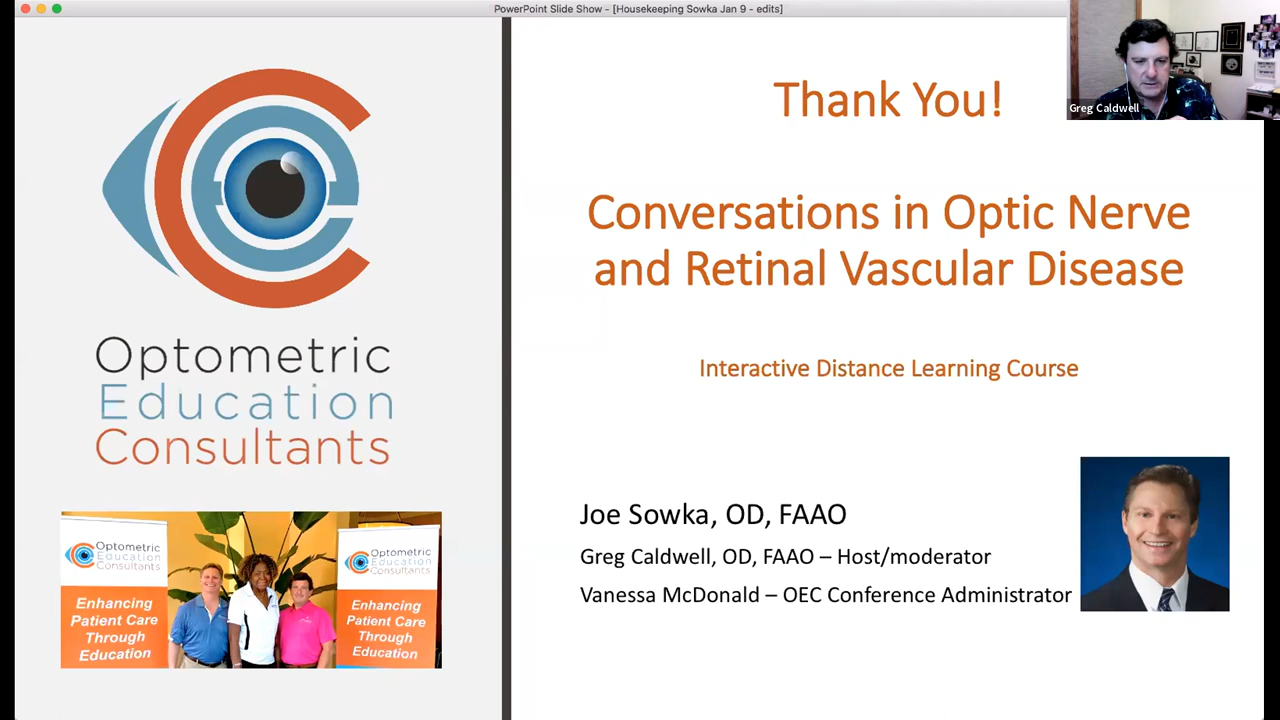 PowerPoint Slide Show - [Housekeeping Sowka Jan 9 - edits]
Greg Caldwell
Thank You!
Conversations in Optic Nerve
and Retinal Vascular Disease
Interactive Distance Learning Course
Joe Sowka, OD, FAAO
Greg Caldwell, OD, FAAO – Host/moderator
Vanessa McDonald – OEC Conference Administrator
Optometric
Education
Consultants
Optometric
Education
Consultants
Enhancing
Patient Care
Through
Education
Optometric
Education
Consultants
Enhancing
Patient Care
Through
Education